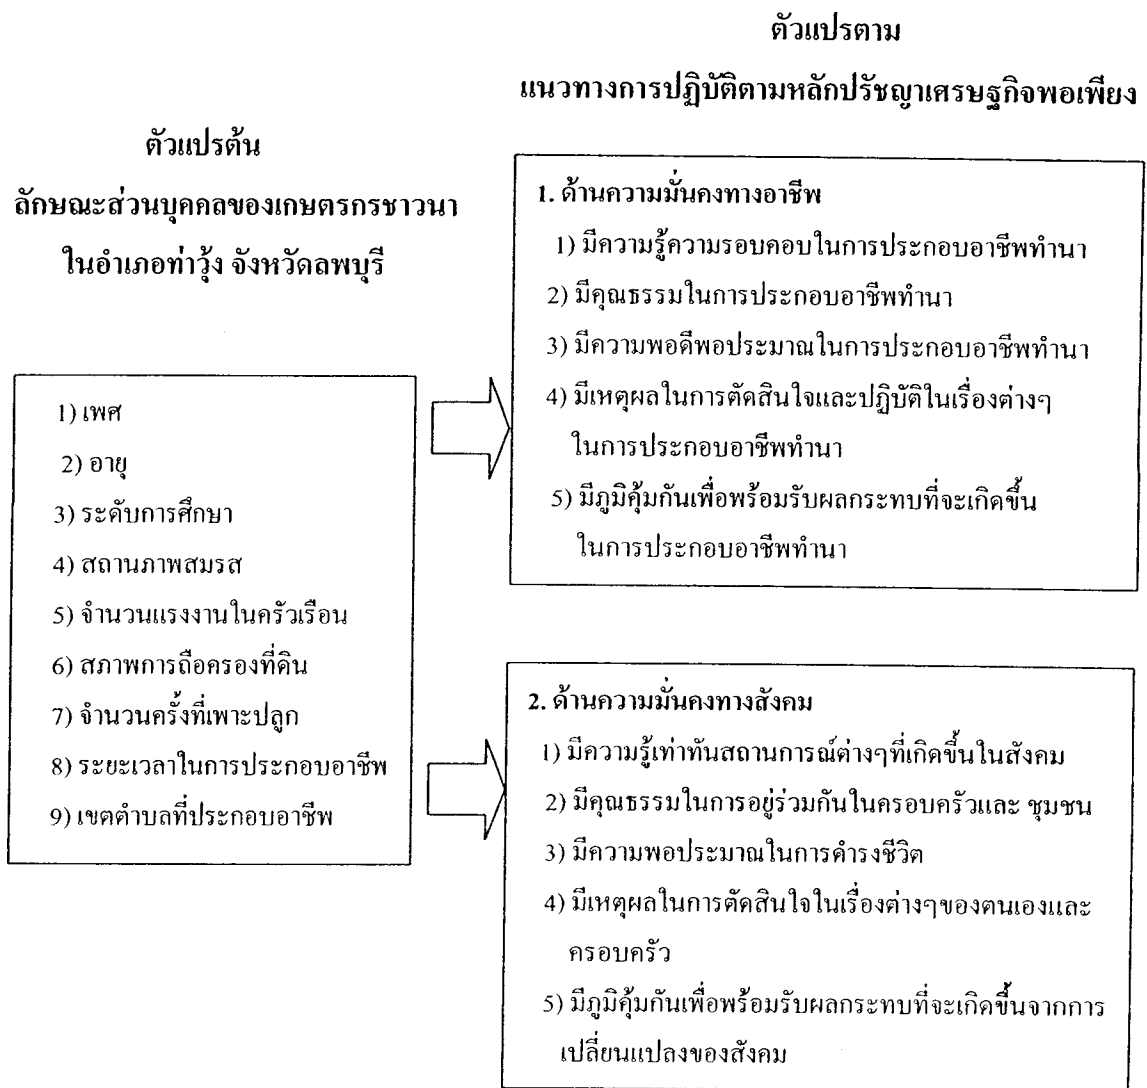 ตัวแปรตาม
แนวทางการปฏิบัติตามหลักปรัชญาเศรษฐกิจพอเพียง
ตัวแปรต้น
ลักษณะส่วนบุคคลของเกษตรกรชาวนา
ในอำเภอท่าวุ้ง จังหวัดลพบุรี
1) เพศ
2) อายุ
3) ระดับการศึกษา
4) สถานภาพสมรส
5) จำนวนแรงงานในครัวเรือน
6) สภาพการถือครองที่ดิน
7) จำนวนครั้งที่เพาะปลูก
8) ระยะเวลาในการประกอบอาชีพ
9) เขตตำบลที่ประกอบอาชีพ
1. ด้านความมั่นคงทางอาชีพ
1) มีความรู้ความรอบคอบในการประกอบอาชีพทำนา
2) มีคุณธรรมในการประกอบอาชีพทำนา
3) มีความพอดีพอประมาณในการประกอบอาชีพทำนา
4) มีเหตุผลในการตัดสินใจและปฏิบัติในเรื่องต่างๆ
ในการประกอบอาชีพทำนา
5) มีภูมิคุ้มกันเพื่อพร้อมรับผลกระทบที่จะเกิดขึ้น
ในการประกอบอาชีพทำนา
2. ด้านความมั่นคงทางสังคม
1) มีความรู้เท่าทันสถานการณ์ต่างๆที่เกิดขึ้นในสังคม
2) มีคุณธรรมในการอยู่ร่วมกันในครอบครัวและ ชุมชน
3) มีความพอประมาณในการดำรงชีวิต
4) มีเหตุผลในการตัดสินใจในเรื่องต่างๆของตนเองและ
ครอบครัว
5) มีภูมิคุ้มกันเพื่อพร้อมรับผลกระทบที่จะเกิดขึ้นจากการ
เปลี่ยนแปลงของสังคม